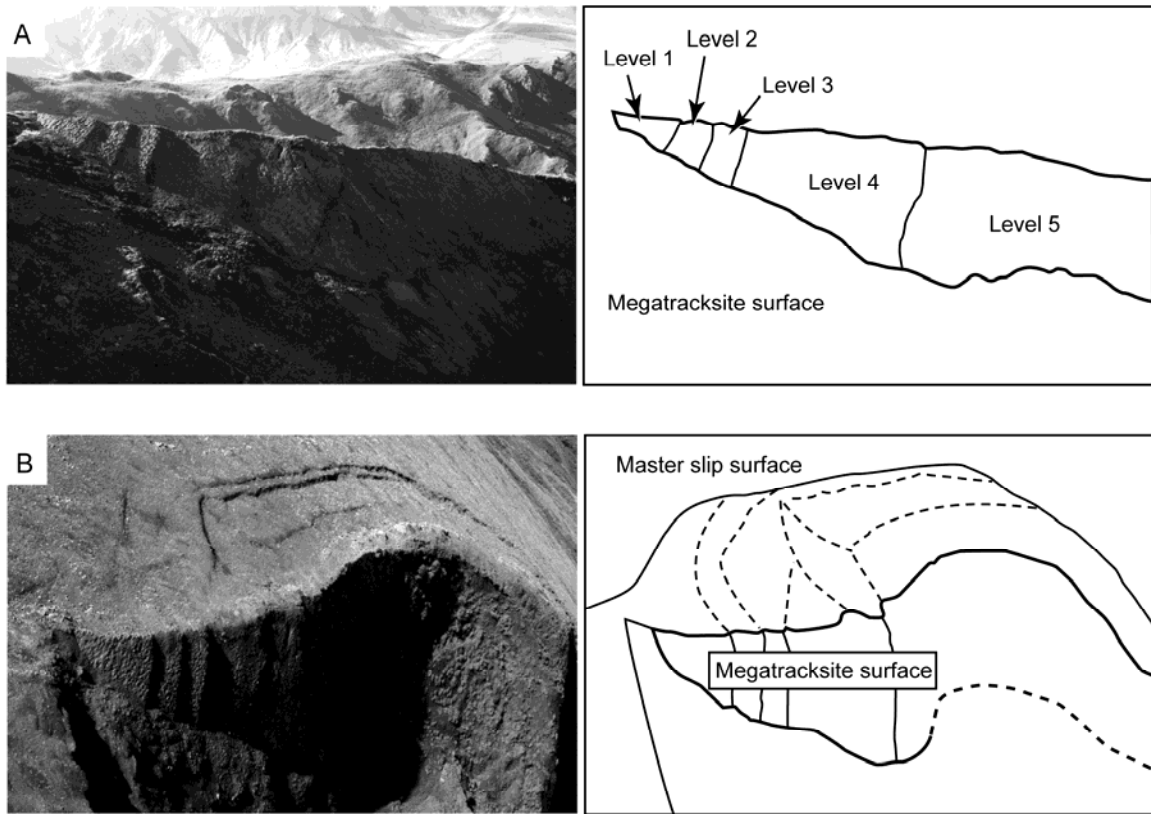 A
Level 1
Level 2
Level 3
Level 4
Level 5
Megatracksite surface
B
Master slip surface
Megatracksite surface